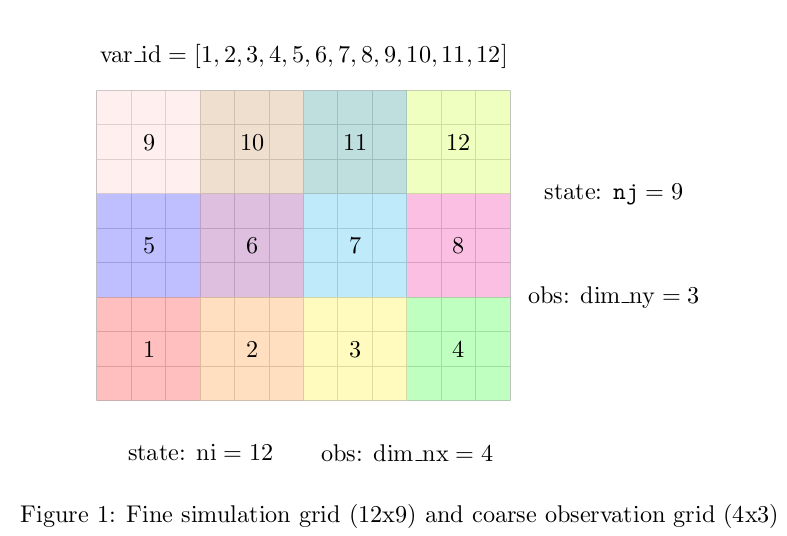 var_id = [1, 2, 3, 4, 5, 6, 7, 8, 9, 10, 11, 12]
9 10 11 12
state: nj = 9
5 6 7 8
obs: dim_ny = 3
1 2 3 4
state: ni = 12 obs: dim_nx = 4
Figure 1: Fine simulation grid (12x9) and coarse observation grid (4x3)